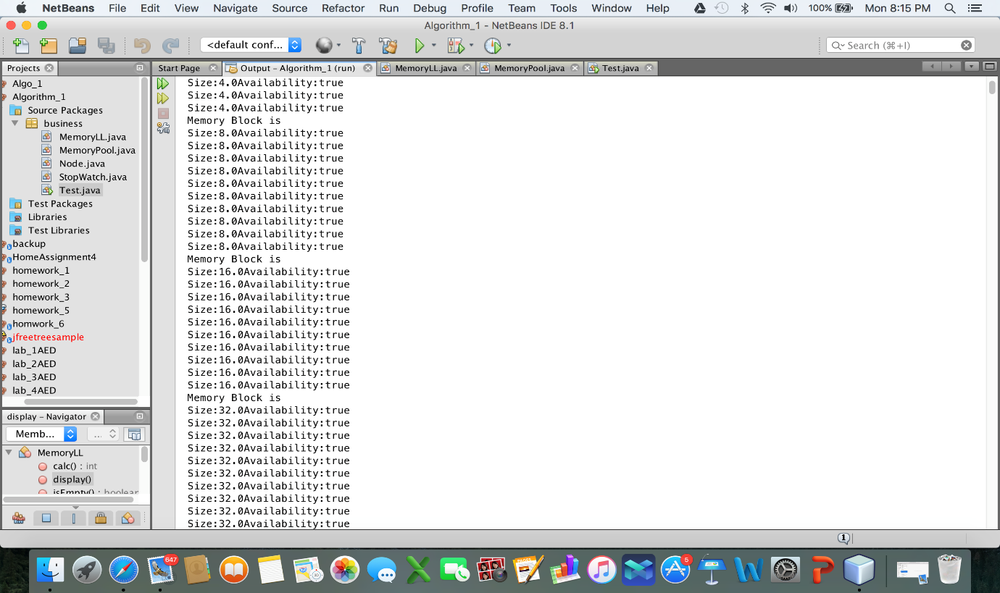 NetBeans File Edit View Navigate Source Refactor Run Debug Profile Team Tools Window Help 100% Mon 8:15 PM
Algorithm_1 - NetBeans IDE 8.1
<default conf...
Search (⌘+I)
Projects
Start Page
Output – Algorithm_1 (run)
MemoryLL.java
MemoryPool.java
Test.java
Algo_1
Algorithm_1
Source Packages
business
MemoryLL.java
MemoryPool.java
Node.java
StopWatch.java
Test.java
Test Packages
Libraries
Test Libraries
backup
HomeAssignment4
homework_1
homework_2
homework_3
homework_5
homwork_6
jfreetreesample
lab_1AED
lab_2AED
lab_3AED
lab_4AED
Size:4.0Availability:true
Size:4.0Availability:true
Size:4.0Availability:true
Memory Block is
Size:8.0Availability:true
Size:8.0Availability:true
Size:8.0Availability:true
Size:8.0Availability:true
Size:8.0Availability:true
Size:8.0Availability:true
Size:8.0Availability:true
Size:8.0Availability:true
Size:8.0Availability:true
Size:8.0Availability:true
Memory Block is
Size:16.0Availability:true
Size:16.0Availability:true
Size:16.0Availability:true
Size:16.0Availability:true
Size:16.0Availability:true
Size:16.0Availability:true
Size:16.0Availability:true
Size:16.0Availability:true
Size:16.0Availability:true
Size:16.0Availability:true
Memory Block is
Size:32.0Availability:true
Size:32.0Availability:true
Size:32.0Availability:true
Size:32.0Availability:true
Size:32.0Availability:true
Size:32.0Availability:true
Size:32.0Availability:true
Size:32.0Availability:true
Size:32.0Availability:true
Size:32.0Availability:true
display – Navigator
Memb...
...
MemoryLL
calc() : int
display()
isEmpty() : boolear
1
647
5